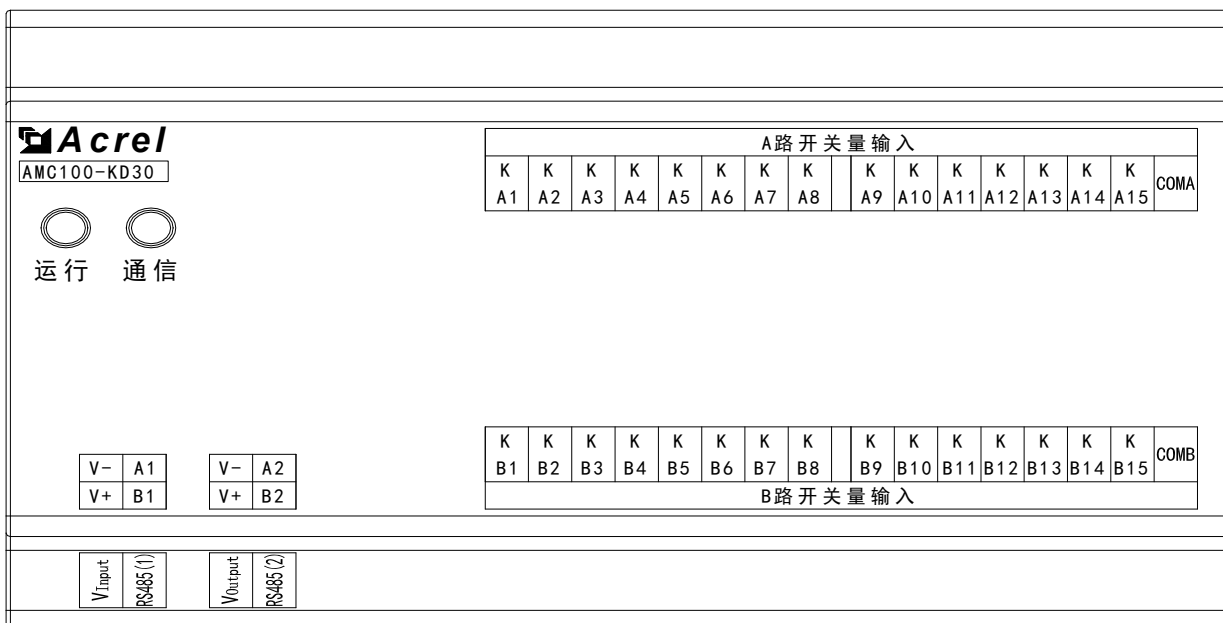 Acrel
AMC100-KD30
运行 通信
A路开关量输入
K K K K K K K K K K K K K K K COMA
A1 A2 A3 A4 A5 A6 A7 A8 A9 A10 A11 A12 A13 A14 A15
K K K K K K K K K K K K K K K COMB
B1 B2 B3 B4 B5 B6 B7 B8 B9 B10 B11 B12 B13 B14 B15
B路开关量输入
V- A1 V- A2
V+ B1 V+ B2
VInput RS485(1) VOutput RS485(2)